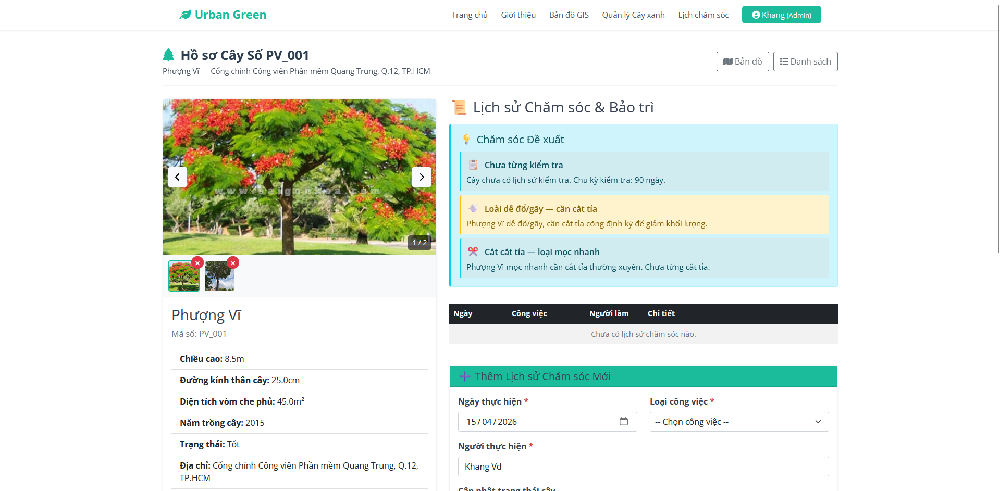 Urban Green
Trang chủ
Giới thiệu
Bản đồ GIS
Quản lý Cây xanh
Lịch chăm sóc
Khang (Admin)
Hồ sơ Cây Số PV_001
Phượng Vĩ — Cổng chính Công viên Phần mềm Quang Trung, Q.12, TP.HCM
Bản đồ
Danh sách
www.saigonhoa.com
1 / 2
Phượng Vĩ
Mã số: PV_001
Chiều cao: 8.5m
Đường kính thân cây: 25.0cm
Diện tích vòm che phủ: 45.0m²
Năm trồng cây: 2015
Trạng thái: Tốt
Địa chỉ: Cổng chính Công viên Phần mềm Quang Trung, Q.12,
TP.HCM
Lịch sử Chăm sóc & Bảo trì
Chăm sóc Đề xuất
Chưa từng kiểm tra
Cây chưa có lịch sử kiểm tra. Chu kỳ kiểm tra: 90 ngày.
Loài dễ đổ/gãy — cần cắt tỉa
Phượng Vĩ dễ đổ/gãy, cần cắt tỉa cõng định kỳ để giảm khối lượng.
Cắt cắt tỉa — loại mọc nhanh
Phượng Vĩ mọc nhanh cần cắt tỉa thường xuyên. Chưa từng cắt tỉa.
Ngày Công việc Người làm Chi tiết
Chưa có lịch sử chăm sóc nào.
Thêm Lịch sử Chăm sóc Mới
Ngày thực hiện *
15 / 04 / 2026
Loại công việc *
-- Chọn công việc --
Người thực hiện *
Khang Vd
Cập nhật trạng thái cây